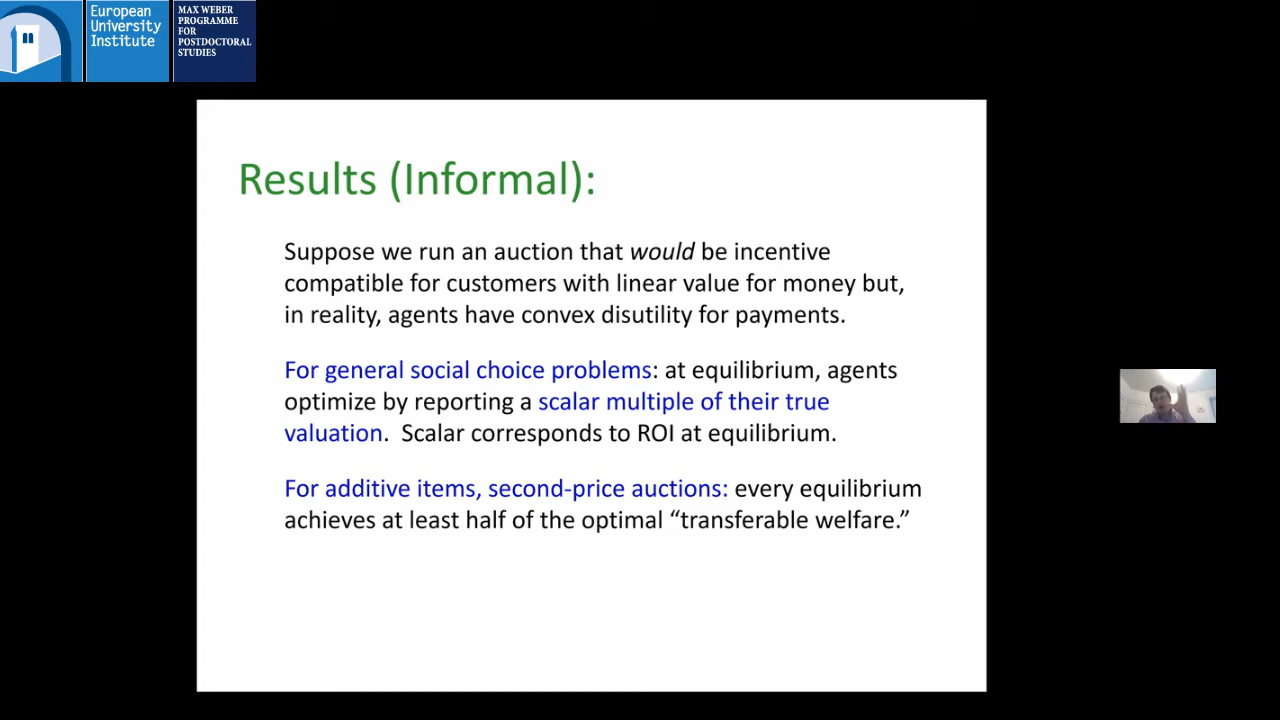 European
University
Institute
MAX WEBER
PROGRAMME
FOR
POSTDOCTORAL
STUDIES
Results (Informal):
Suppose we run an auction that would be incentive
compatible for customers with linear value for money but,
in reality, agents have convex disutility for payments.
For general social choice problems: at equilibrium, agents
optimize by reporting a scalar multiple of their true
valuation.  Scalar corresponds to ROI at equilibrium.
For additive items, second-price auctions: every equilibrium
achieves at least half of the optimal “transferable welfare.”